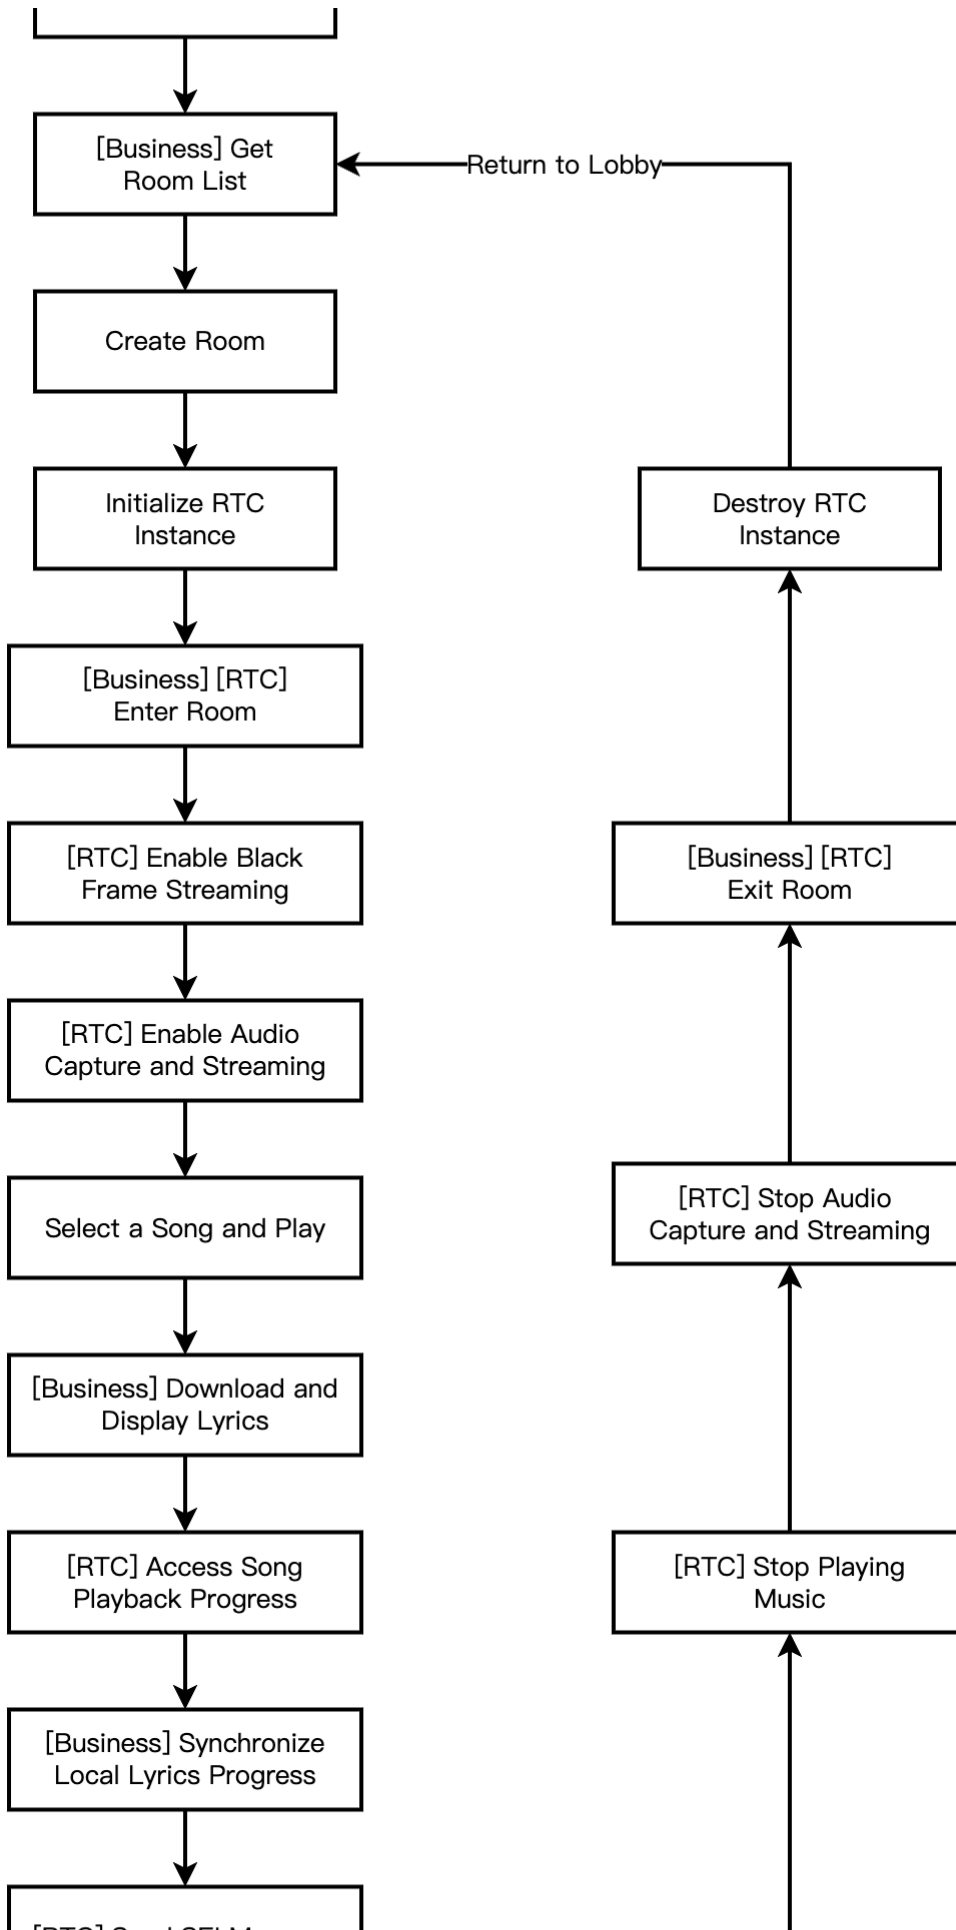 [Business] Get
Room List
Return to Lobby
Create Room
Initialize RTC
Instance
Destroy RTC
Instance
[Business] [RTC]
Enter Room
[RTC] Enable Black
Frame Streaming
[Business] [RTC]
Exit Room
[RTC] Enable Audio
Capture and Streaming
Select a Song and Play
[RTC] Stop Audio
Capture and Streaming
[Business] Download and
Display Lyrics
[RTC] Access Song
Playback Progress
[RTC] Stop Playing
Music
[Business] Synchronize
Local Lyrics Progress